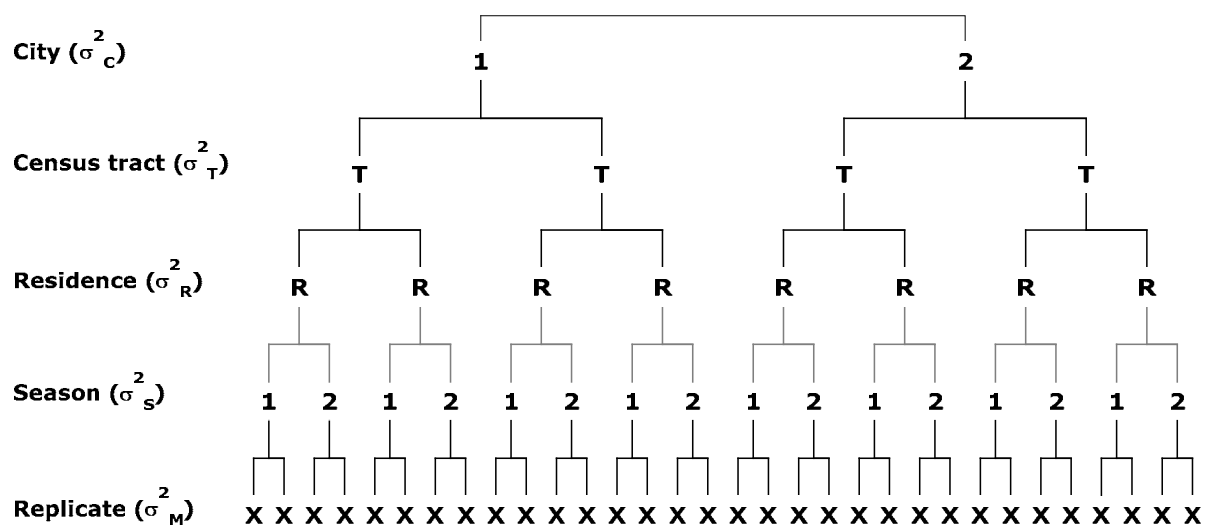 City (σ²C) 1 2
Census tract (σ²T) T T T T
Residence (σ²R) R R R R R R R R
Season (σ²S) 1 2 1 2 1 2 1 2 1 2 1 2 1 2 1 2
Replicate (σ²M) X X X X X X X X X X X X X X X X X X X X X X X X X X X X X X X X